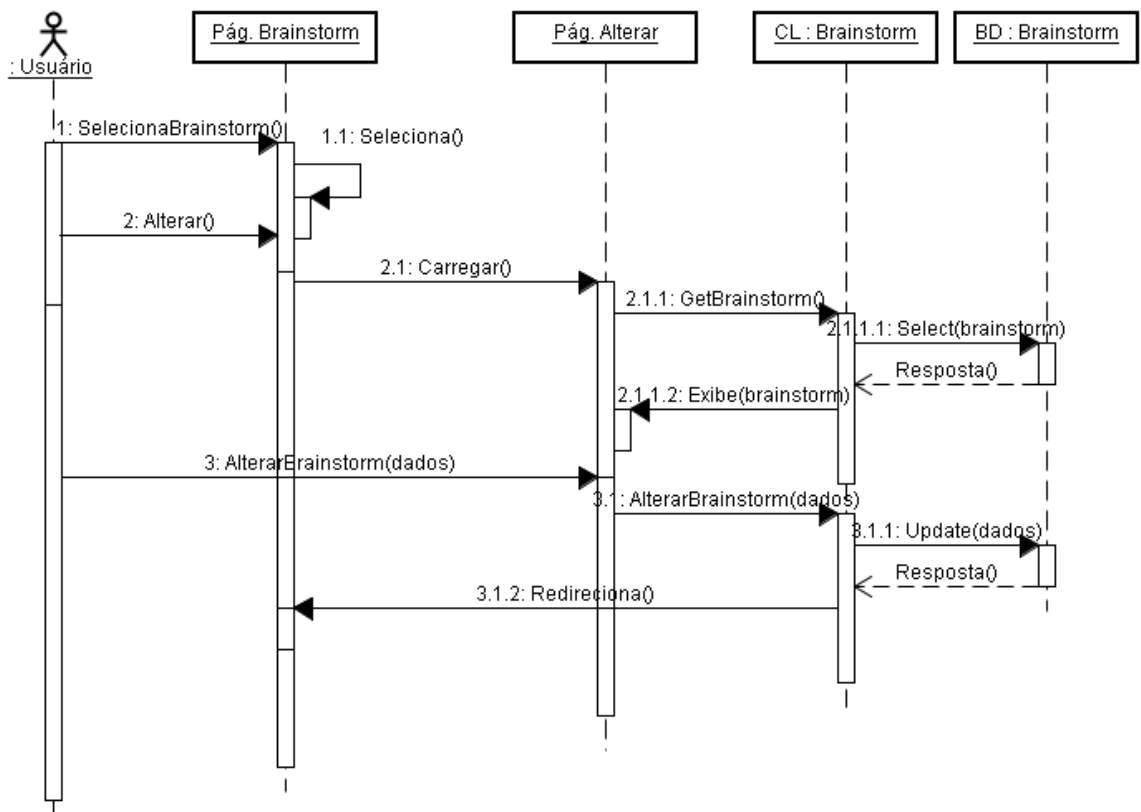 Pág. Brainstorm
Pág. Alterar
CL : Brainstorm
BD : Brainstorm
: Usuário
1: SelecionaBrainstorm()
1.1: Seleciona()
2: Alterar()
2.1: Carregar()
2.1.1: GetBrainstorm()
2.1.1.1: Select(brainstorm)
Resposta()
2.1.1.2: Exibe(brainstorm)
3: AlterarBrainstorm(dados)
3.1: AlterarBrainstorm(dados)
3.1.1: Update(dados)
Resposta()
3.1.2: Redireciona()